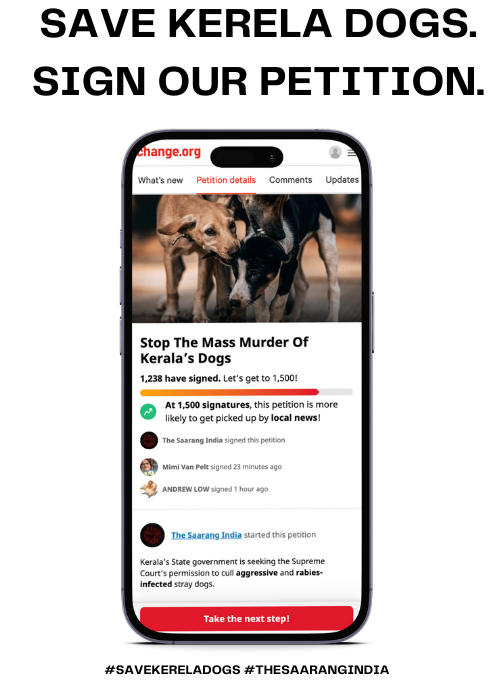 SAVE KERELA DOGS.
SIGN OUR PETITION.
change.org
What's new Petition details Comments Updates
Stop The Mass Murder Of
Kerala's Dogs
1,238 have signed. Let's get to 1,500!
At 1,500 signatures, this petition is more
likely to get picked up by local news!
The Saarang India signed this petition
Mimi Van Pelt signed 23 minutes ago
ANDREW LOW signed 1 hour ago
The Saarang India started this petition
Kerala's State government is seeking the Supreme
Court's permission to cull aggressive and rabies-
infected stray dogs.
Take the next step!
#SAVEKERELADOGS #THESAARANGINDIA